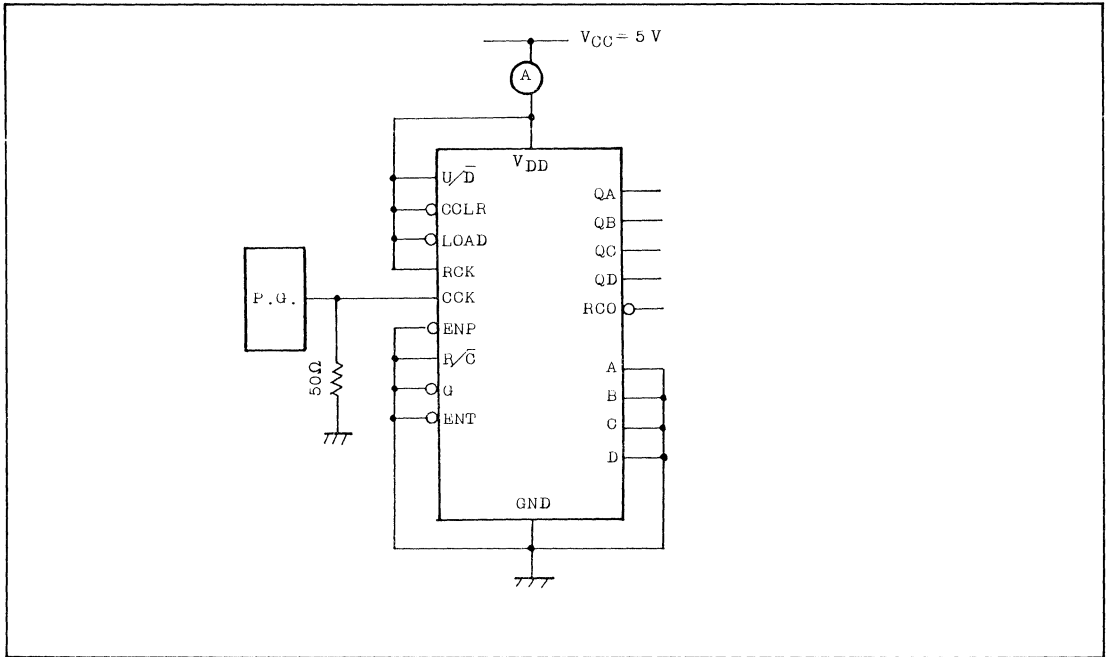 VCC = 5 V
A
VDD
U/D̅
CCLR
LOAD
RCK
CCK
ENP
R/C̅
G
ENT
P.G.
50Ω
QA
QB
QC
QD
RCO
A
B
C
D
GND